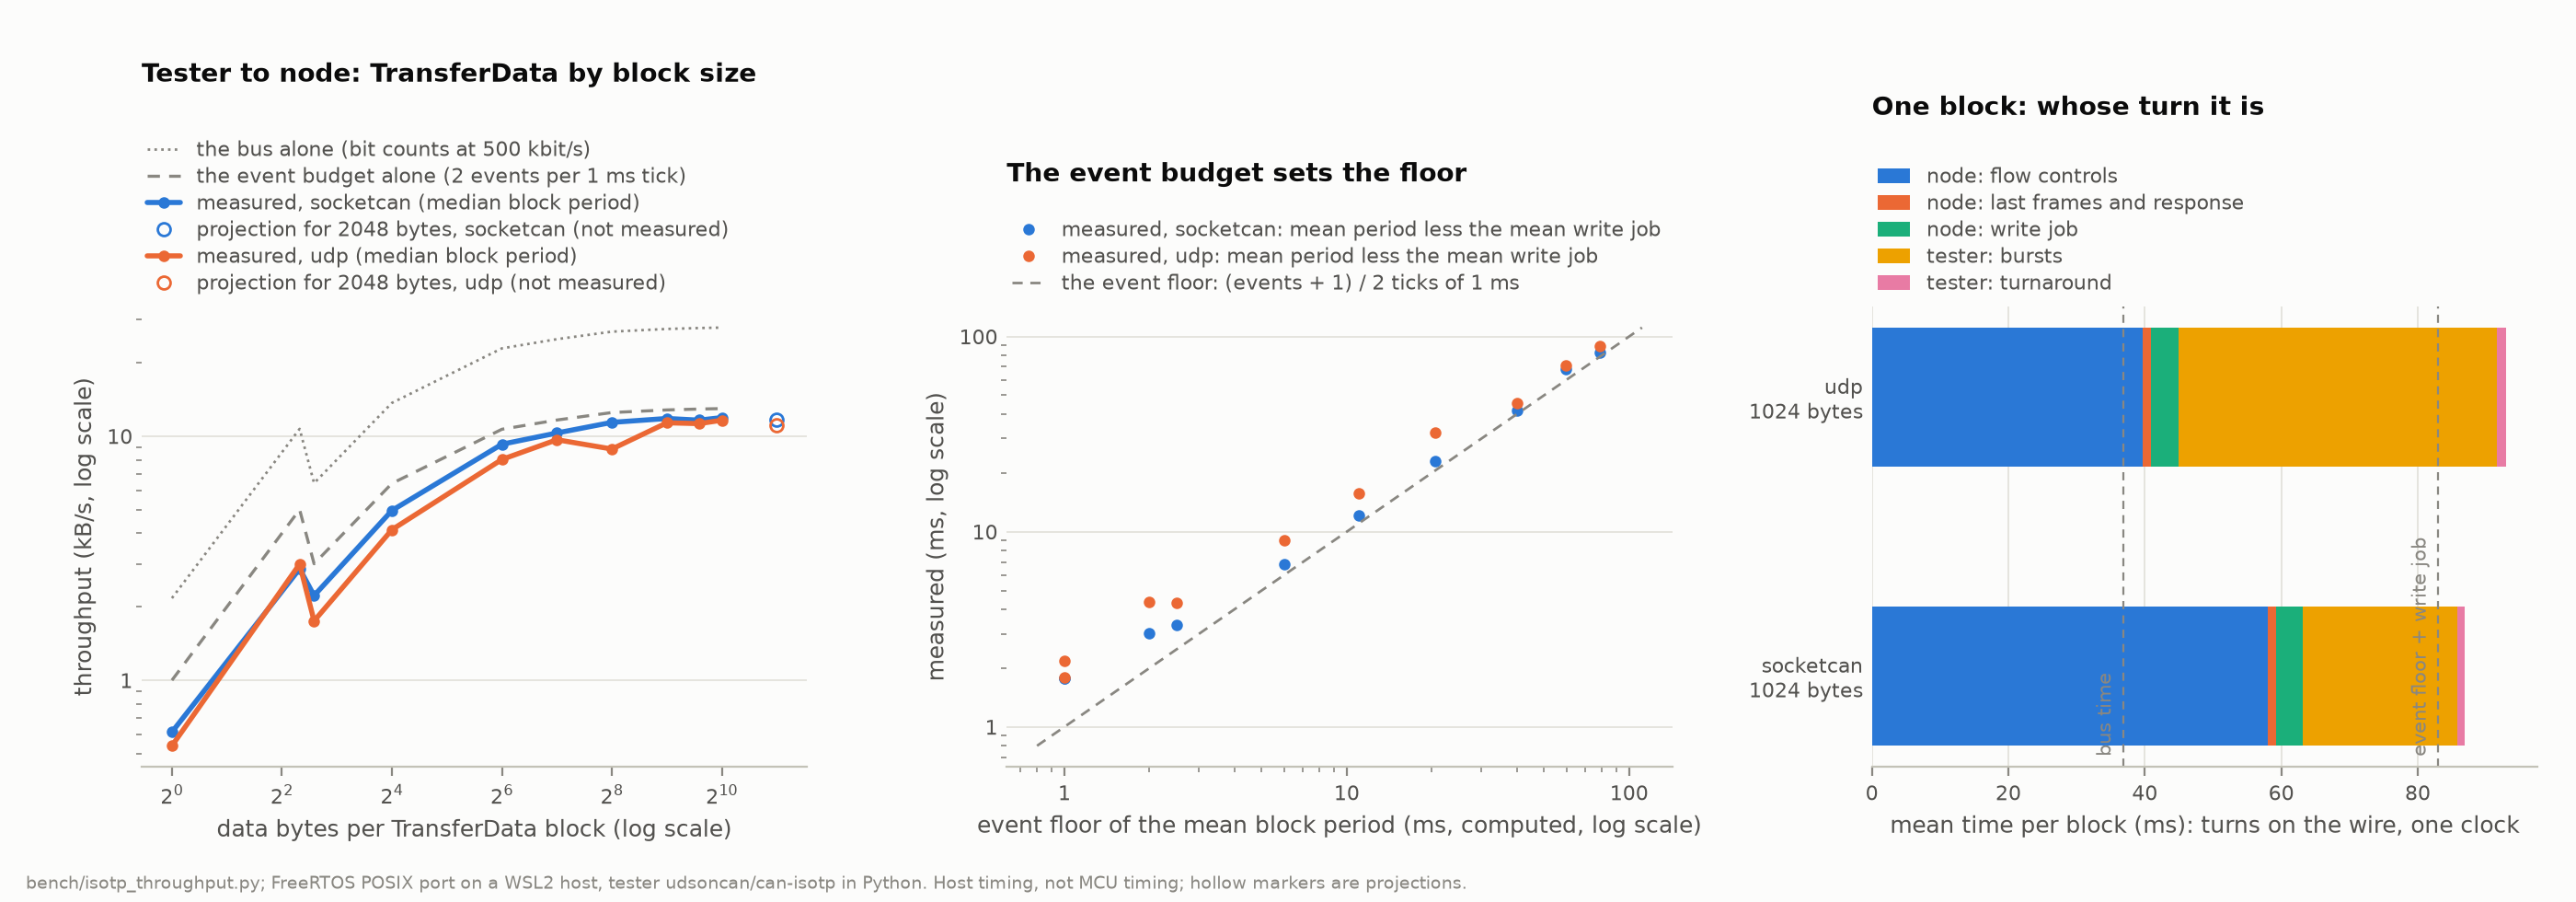 Tester to node: TransferData by block size
the bus alone (bit counts at 500 kbit/s)
the event budget alone (2 events per 1 ms tick)
measured, socketcan (median block period)
projection for 2048 bytes, socketcan (not measured)
measured, udp (median block period)
projection for 2048 bytes, udp (not measured)
throughput (kB/s, log scale)
10
1
2⁰
2²
2⁴
2⁶
2⁸
2¹⁰
data bytes per TransferData block (log scale)
The event budget sets the floor
measured, socketcan: mean period less the mean write job
measured, udp: mean period less the mean write job
the event floor: (events + 1) / 2 ticks of 1 ms
measured (ms, log scale)
100
10
1
1
10
100
event floor of the mean block period (ms, computed, log scale)
One block: whose turn it is
node: flow controls
node: last frames and response
node: write job
tester: bursts
tester: turnaround
udp
1024 bytes
socketcan
1024 bytes
bus time
event floor + write job
0
20
40
60
80
mean time per block (ms): turns on the wire, one clock
bench/isotp_throughput.py; FreeRTOS POSIX port on a WSL2 host, tester udsoncan/can-isotp in Python. Host timing, not MCU timing; hollow markers are projections.